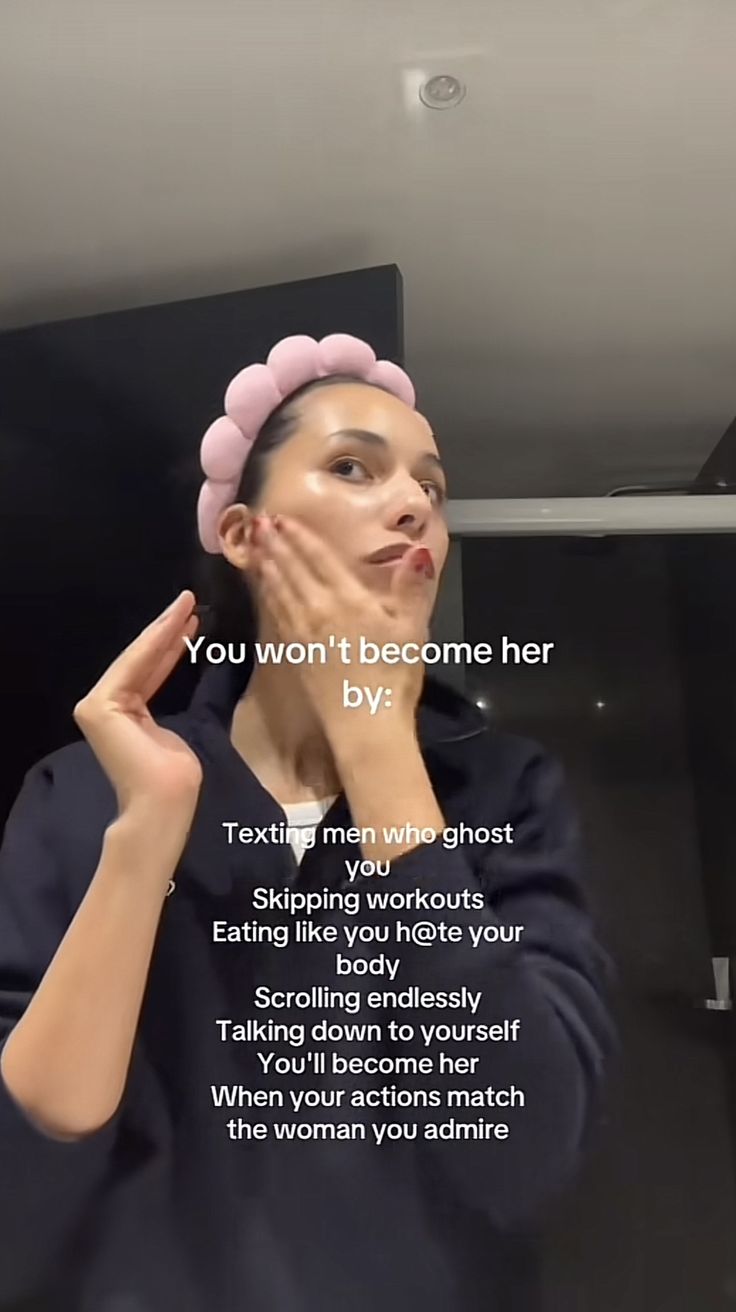 You won't become her
by:
Texting men who ghost
you
Skipping workouts
Eating like you h@te your
body
Scrolling endlessly
Talking down to yourself
You'll become her
When your actions match
the woman you admire